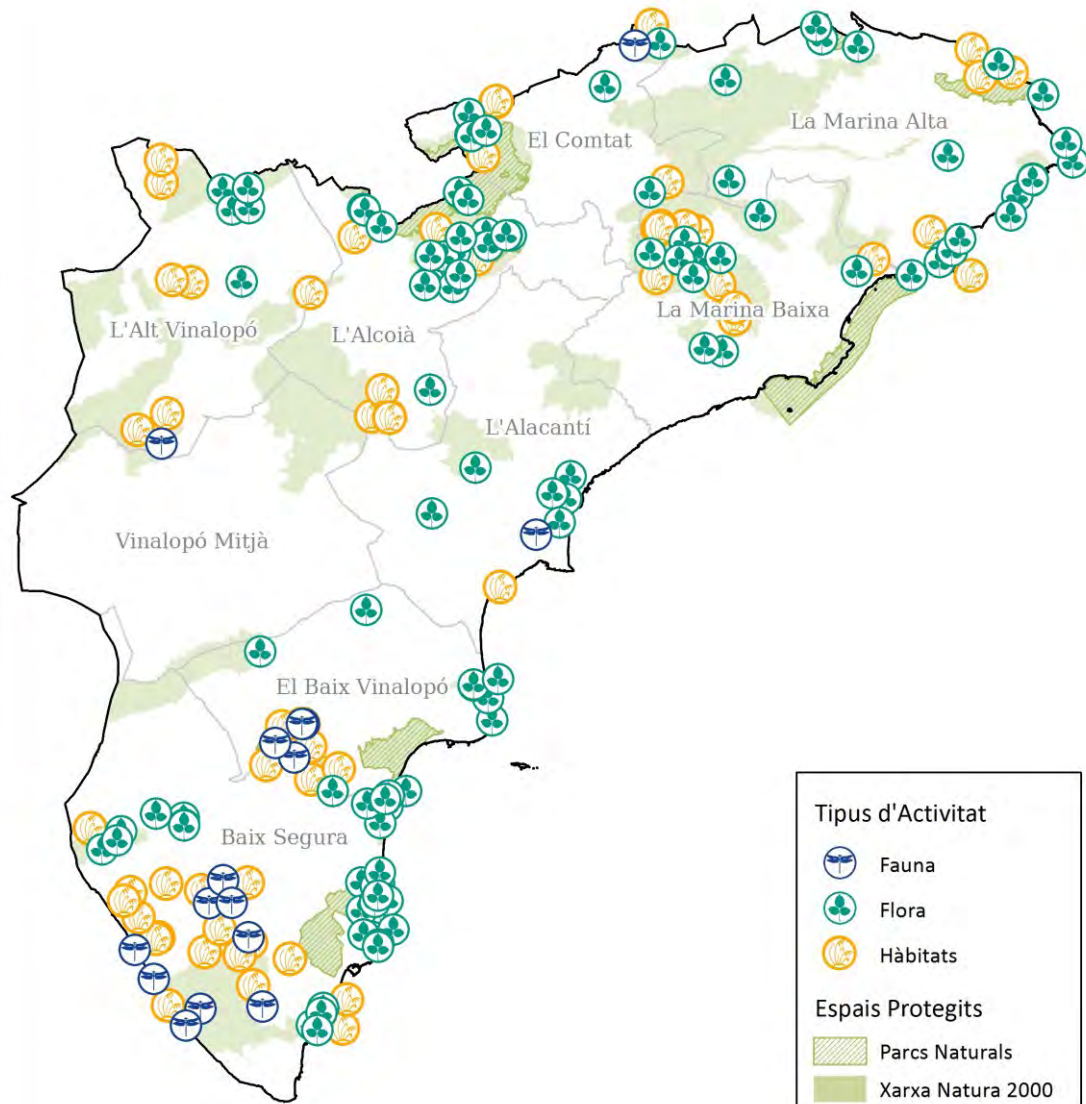 El Comtat
La Marina Alta
L'Alt Vinalopó
L'Alcoià
La Marina Baixa
L'Alacantí
Vinalopó Mitjà
El Baix Vinalopó
Baix Segura
Tipus d'Activitat
Fauna
Flora
Hàbitats
Espais Protegits
Parcs Naturals
Xarxa Natura 2000